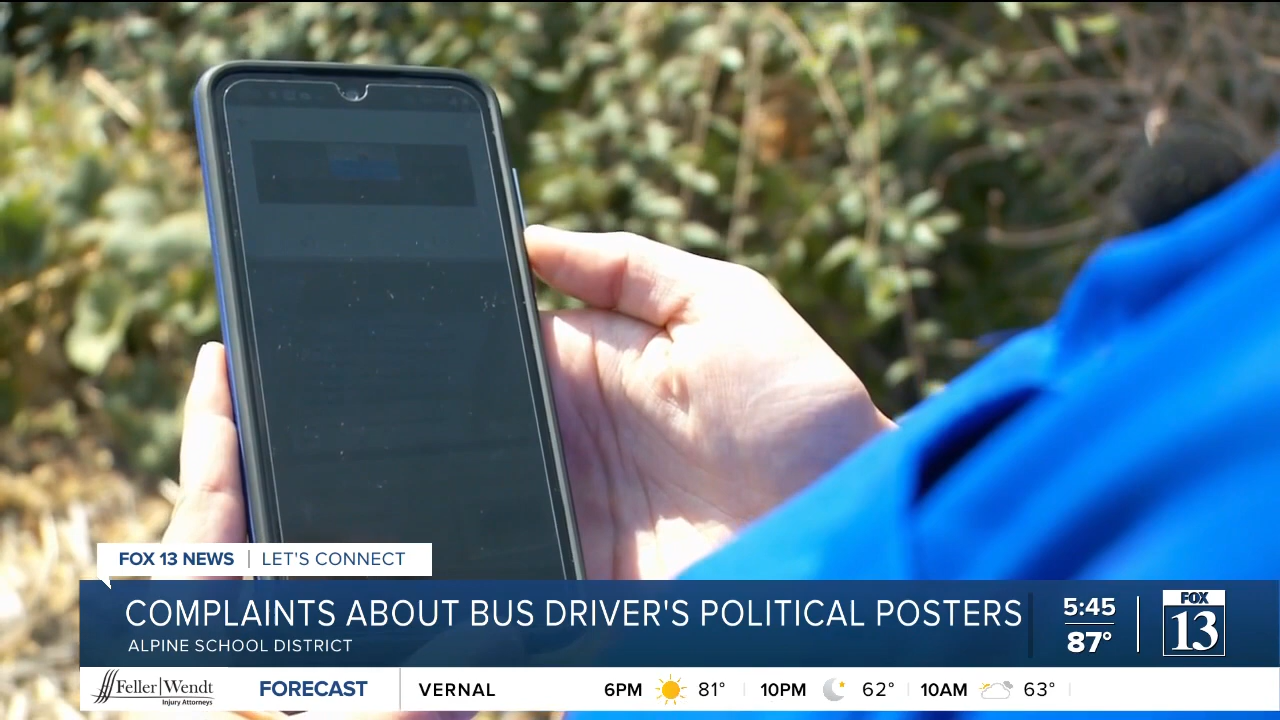 FOX 13 NEWS | LET'S CONNECT
COMPLAINTS ABOUT BUS DRIVER'S POLITICAL POSTERS
ALPINE SCHOOL DISTRICT
5:45
87°
FOX
13
Feller|Wendt
Injury Attorneys
FORECAST
VERNAL
6PM 81° 10PM 62° 10AM 63°